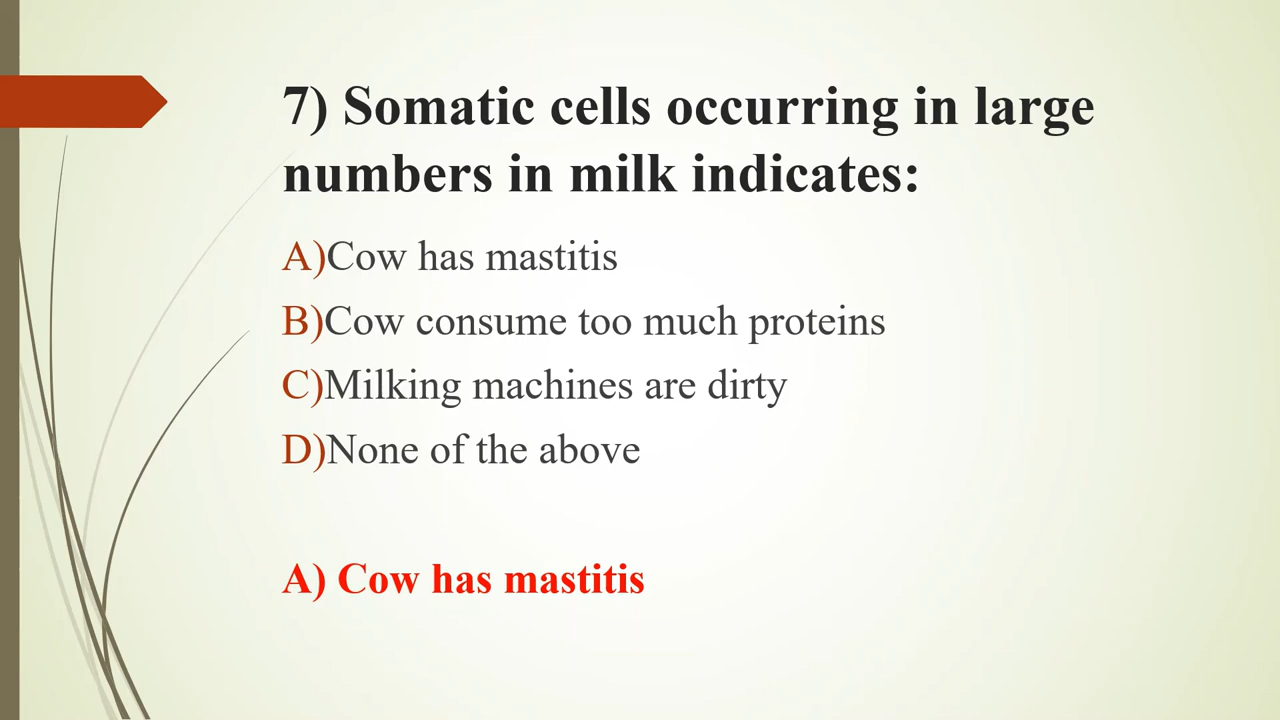 7) Somatic cells occurring in large
numbers in milk indicates:
A)Cow has mastitis
B)Cow consume too much proteins
C)Milking machines are dirty
D)None of the above
A) Cow has mastitis